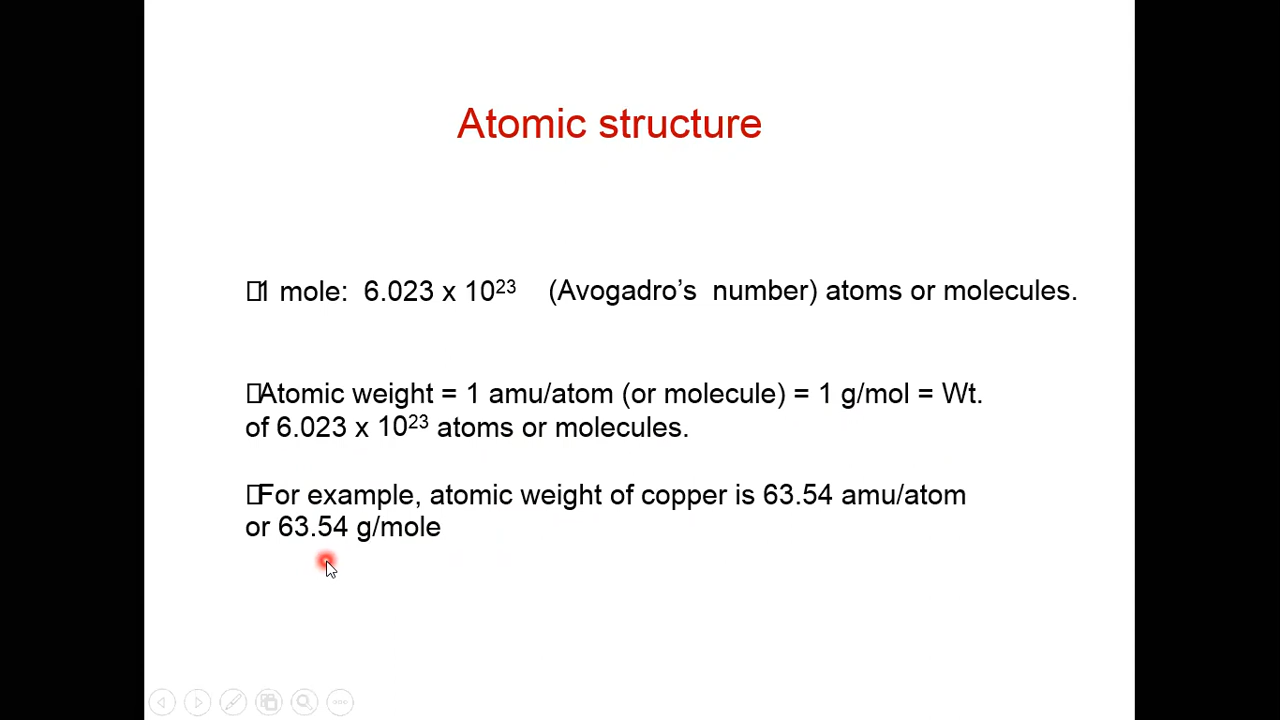 Atomic structure
1 mole: 6.023 x 10²³ (Avogadro’s number) atoms or molecules.
Atomic weight = 1 amu/atom (or molecule) = 1 g/mol = Wt.
of 6.023 x 10²³ atoms or molecules.
For example, atomic weight of copper is 63.54 amu/atom
or 63.54 g/mole